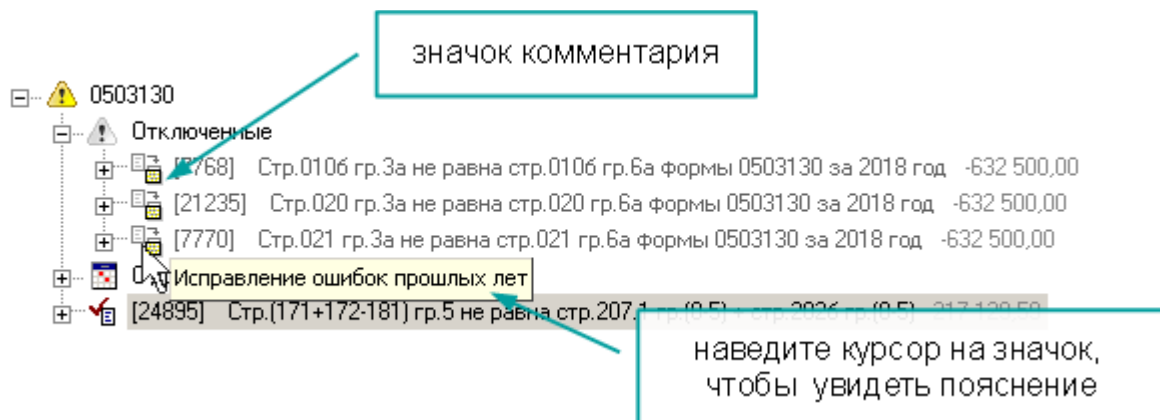 значок комментария
0503130
Отключенные
768] Стр.010б гр.3а не равна стр.010б гр.6а формы 0503130 за 2018 год -632 500,00
[21235] Стр.020 гр.3а не равна стр.020 гр.6а формы 0503130 за 2018 год -632 500,00
[7770] Стр.021 гр.3а не равна стр.021 гр.6а формы 0503130 за 2018 год -632 500,00
Исправление ошибок прошлых лет
[24895] Стр.(171+172-181) гр.5 не равна стр.207.1
наведите курсор на значок,
чтобы увидеть пояснение